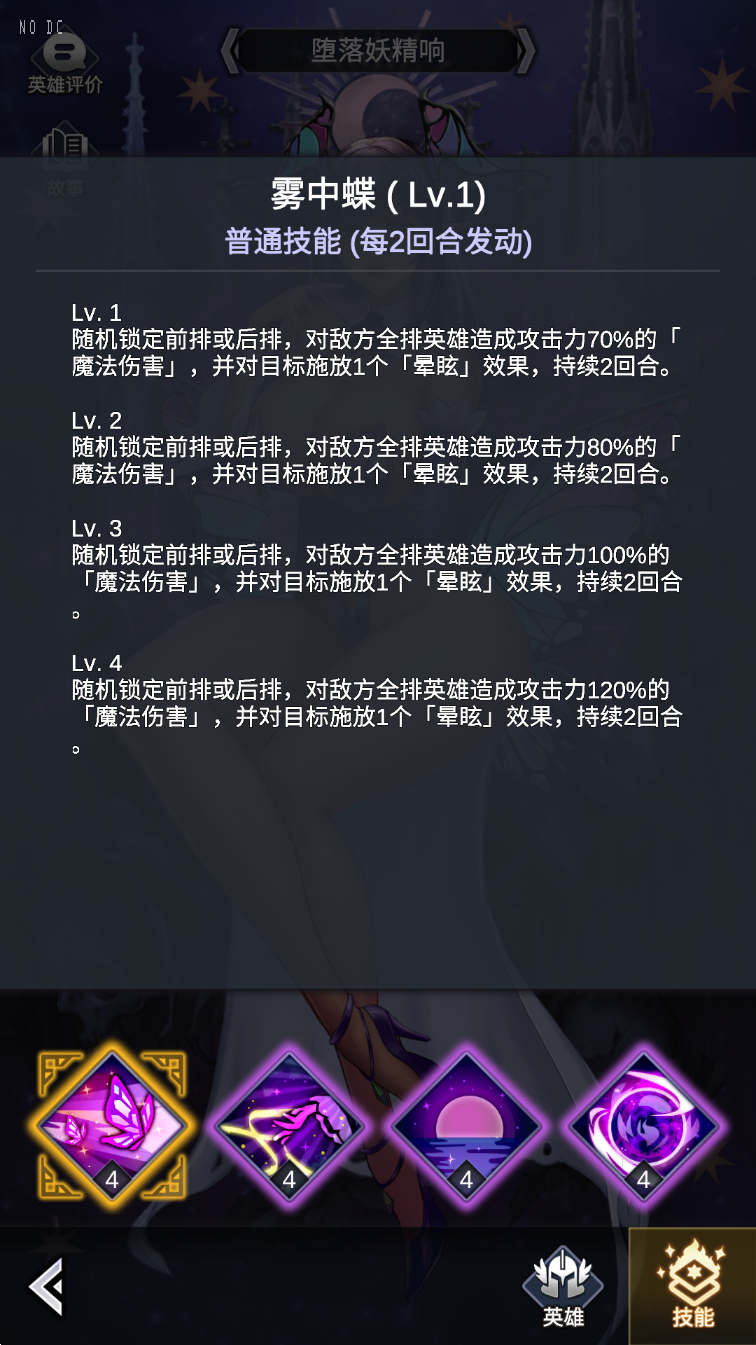 NO DC
堕落妖精响
英雄评价
故事
雾中蝶 ( Lv.1)
普通技能 (每2回合发动)
Lv. 1
随机锁定前排或后排，对敌方全排英雄造成攻击力70%的「
魔法伤害」，并对目标施放1个「晕眩」效果，持续2回合。
Lv. 2
随机锁定前排或后排，对敌方全排英雄造成攻击力80%的「
魔法伤害」，并对目标施放1个「晕眩」效果，持续2回合。
Lv. 3
随机锁定前排或后排，对敌方全排英雄造成攻击力100%的
「魔法伤害」，并对目标施放1个「晕眩」效果，持续2回合
。
Lv. 4
随机锁定前排或后排，对敌方全排英雄造成攻击力120%的
「魔法伤害」，并对目标施放1个「晕眩」效果，持续2回合
。
4
4
4
4
英雄
技能